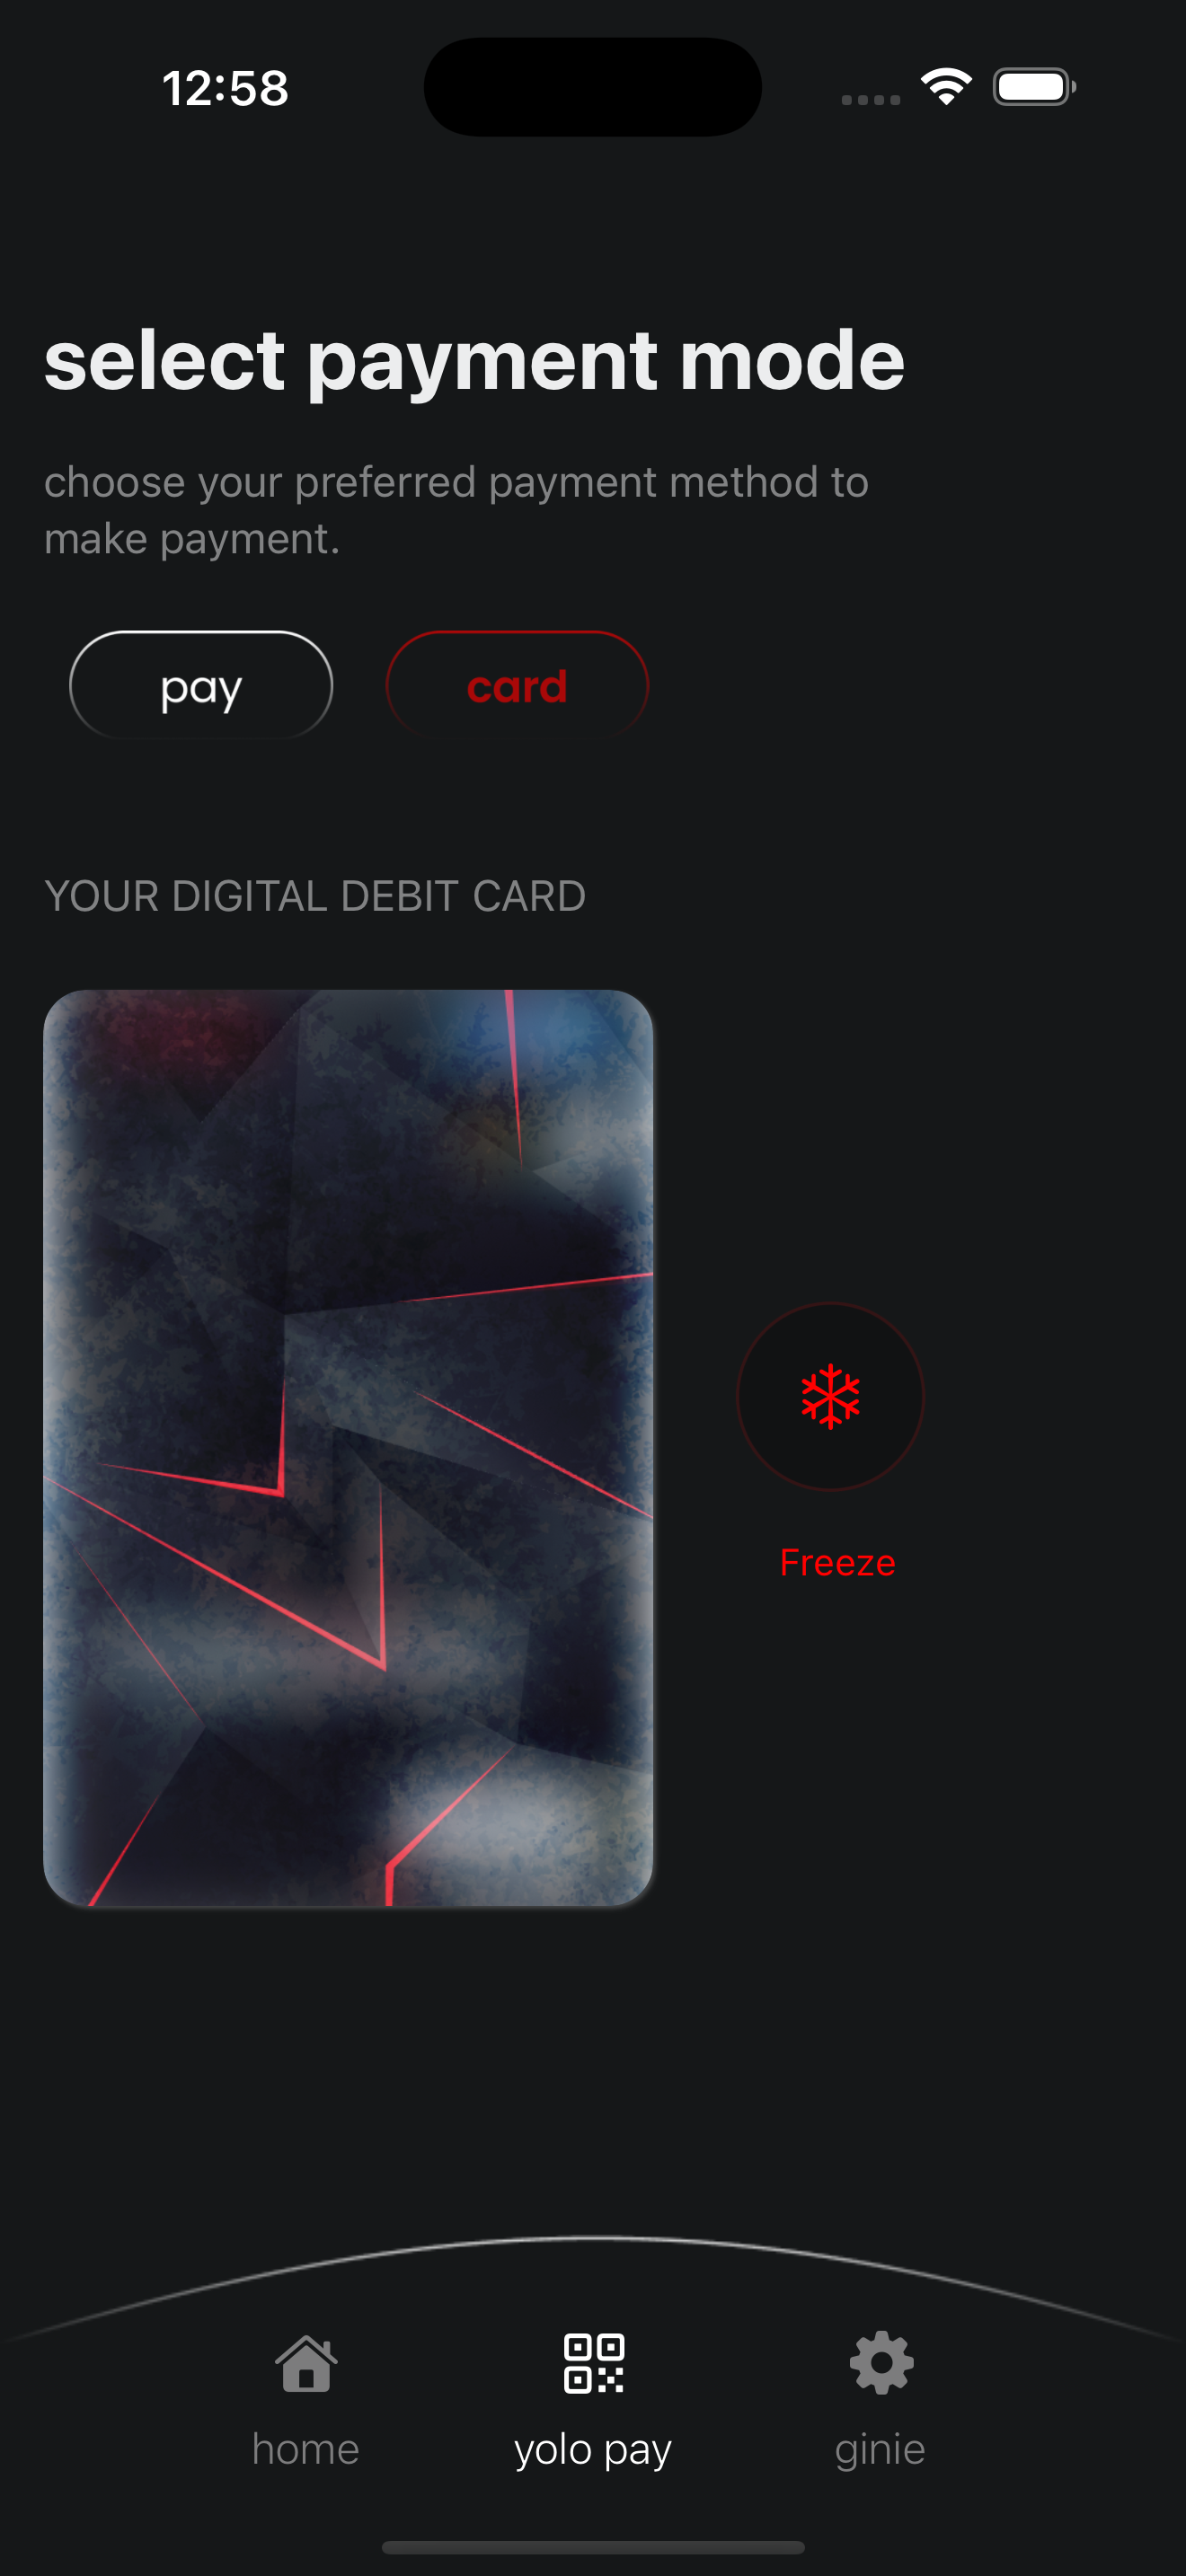 12:58
select payment mode
choose your preferred payment method to
make payment.
pay
card
YOUR DIGITAL DEBIT CARD
Freeze
home
yolo pay
ginie